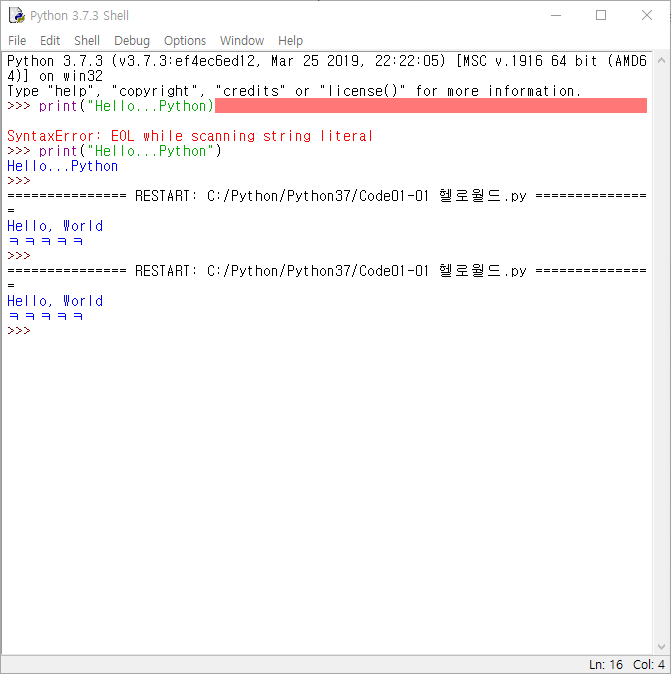 Python 3.7.3 Shell
File Edit Shell Debug Options Window Help
Python 3.7.3 (v3.7.3:ef4ec6ed12, Mar 25 2019, 22:22:05) [MSC v.1916 64 bit (AMD6
4)] on win32
Type "help", "copyright", "credits" or "license()" for more information.
>>> print("Hello...Python)
SyntaxError: EOL while scanning string literal
>>> print("Hello...Python")
Hello...Python
>>>
=============== RESTART: C:/Python/Python37/Code01-01 헬로월드.py ==============
=
Hello, World
ㅋㅋㅋㅋㅋ
>>>
=============== RESTART: C:/Python/Python37/Code01-01 헬로월드.py ==============
=
Hello, World
ㅋㅋㅋㅋㅋ
>>>
Ln: 16 Col: 4